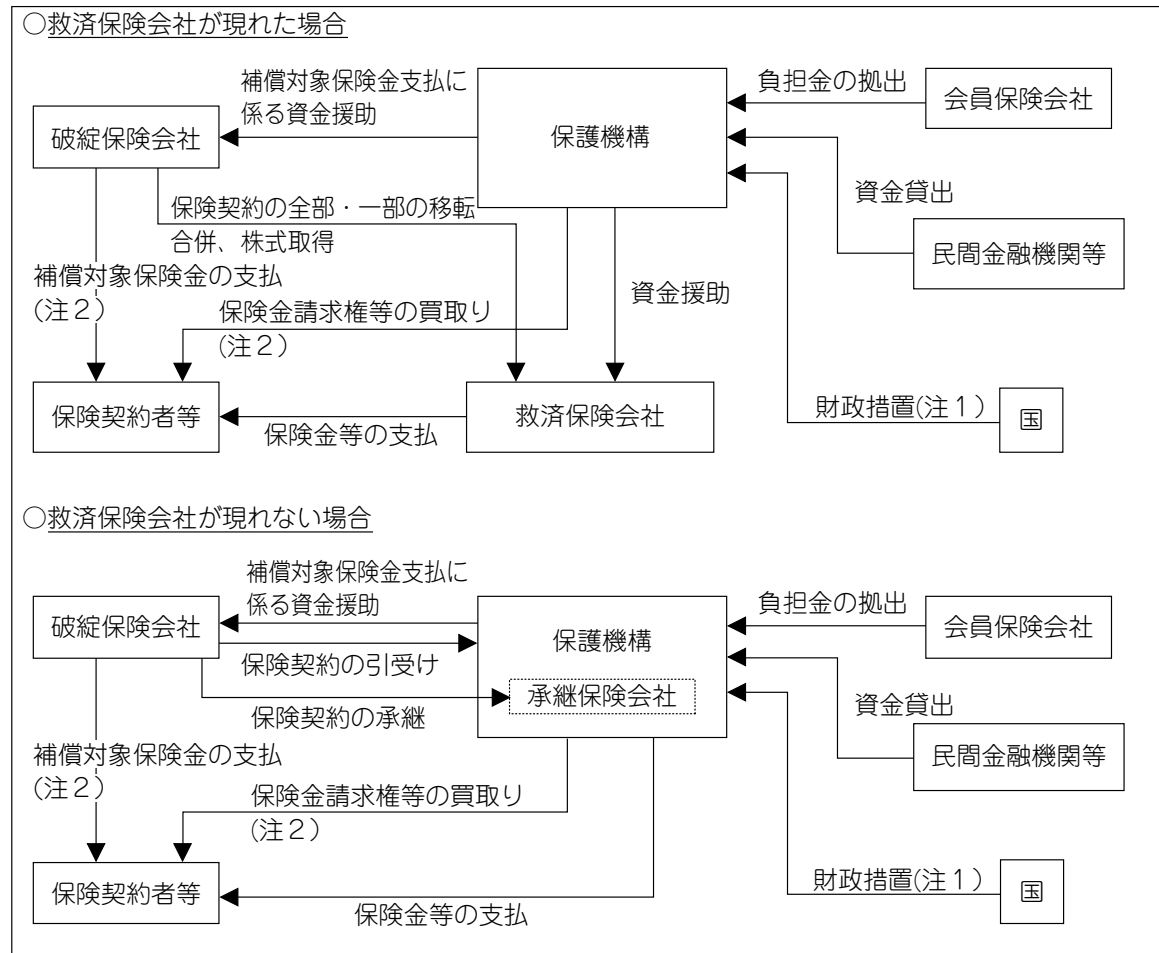 ○救済保険会社が現れた場合
補償対象保険金支払に
係る資金援助
破綻保険会社
保護機構
負担金の拠出
会員保険会社
資金貸出
民間金融機関等
保険契約の全部・一部の移転
合併、株式取得
補償対象保険金の支払
(注２)
保険金請求権等の買取り
(注２)
資金援助
保険契約者等
保険金等の支払
救済保険会社
財政措置(注１)
国
○救済保険会社が現れない場合
補償対象保険金支払に
係る資金援助
破綻保険会社
保護機構
負担金の拠出
会員保険会社
保険契約の引受け
承継保険会社
保険契約の承継
資金貸出
民間金融機関等
補償対象保険金の支払
(注２)
保険金請求権等の買取り
(注２)
保険契約者等
保険金等の支払
財政措置(注１)
国